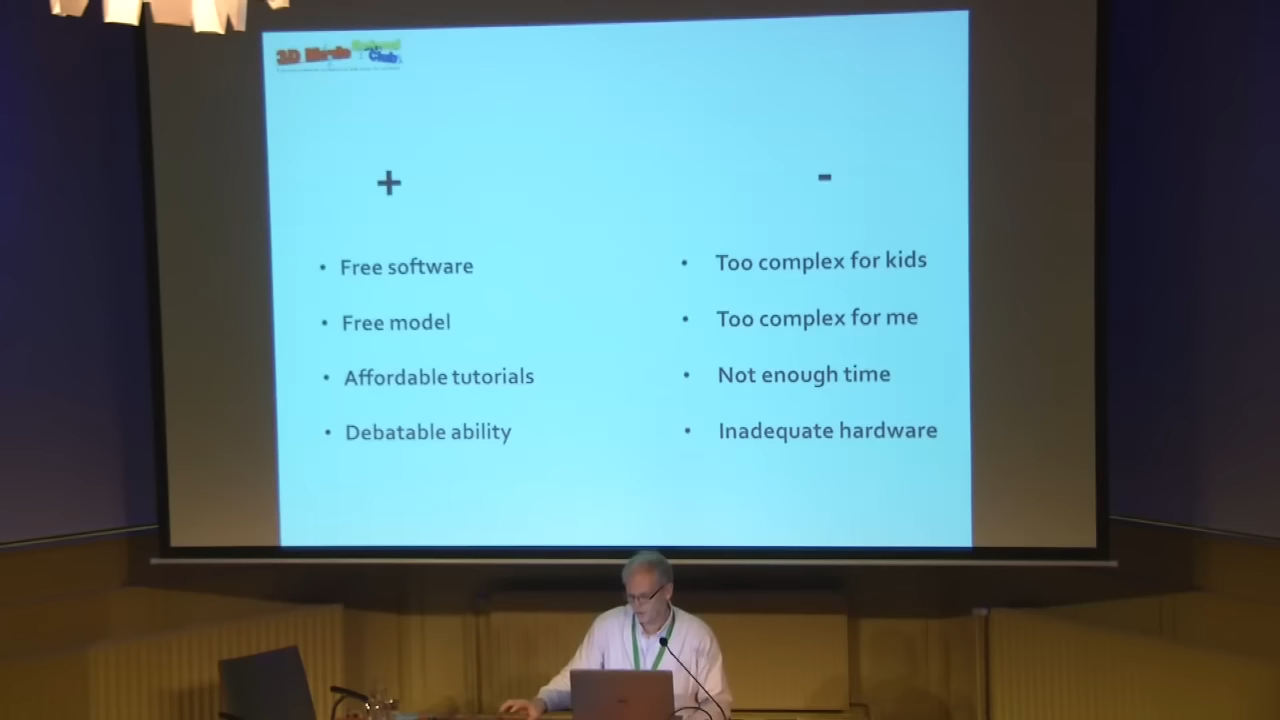 3D
+
• Free software
• Free model
• Affordable tutorials
• Debatable ability
-
• Too complex for kids
• Too complex for me
• Not enough time
• Inadequate hardware